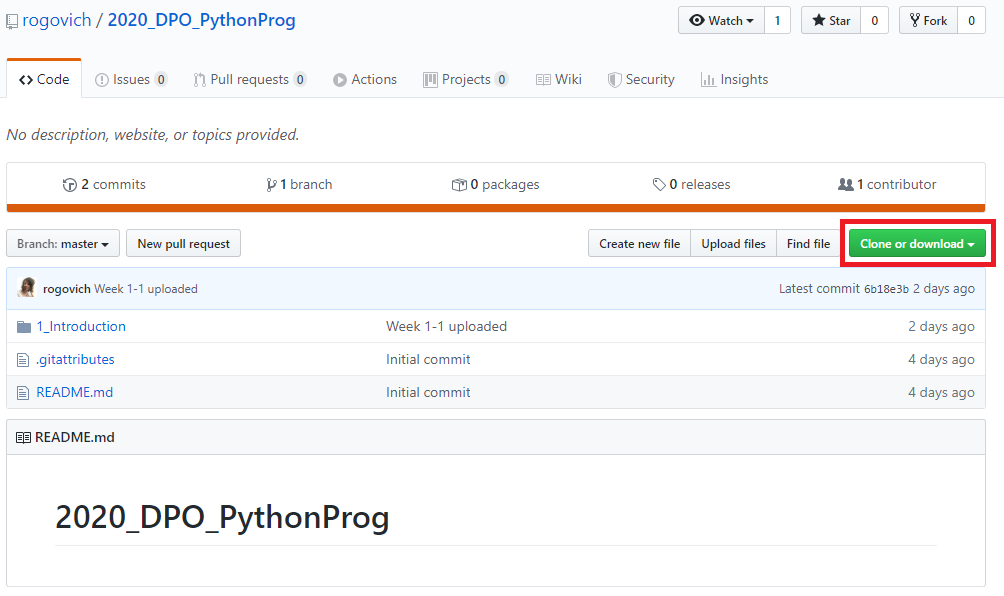 rogovich / 2020_DPO_PythonProg
Watch 1 Star 0 Fork 0
Code Issues 0 Pull requests 0 Actions Projects 0 Wiki Security Insights
No description, website, or topics provided.
2 commits 1 branch 0 packages 0 releases 1 contributor
Branch: master New pull request Create new file Upload files Find file Clone or download
rogovich Week 1-1 uploaded Latest commit 6b18e3b 2 days ago
1_Introduction Week 1-1 uploaded 2 days ago
.gitattributes Initial commit 4 days ago
README.md Initial commit 4 days ago
README.md
2020_DPO_PythonProg